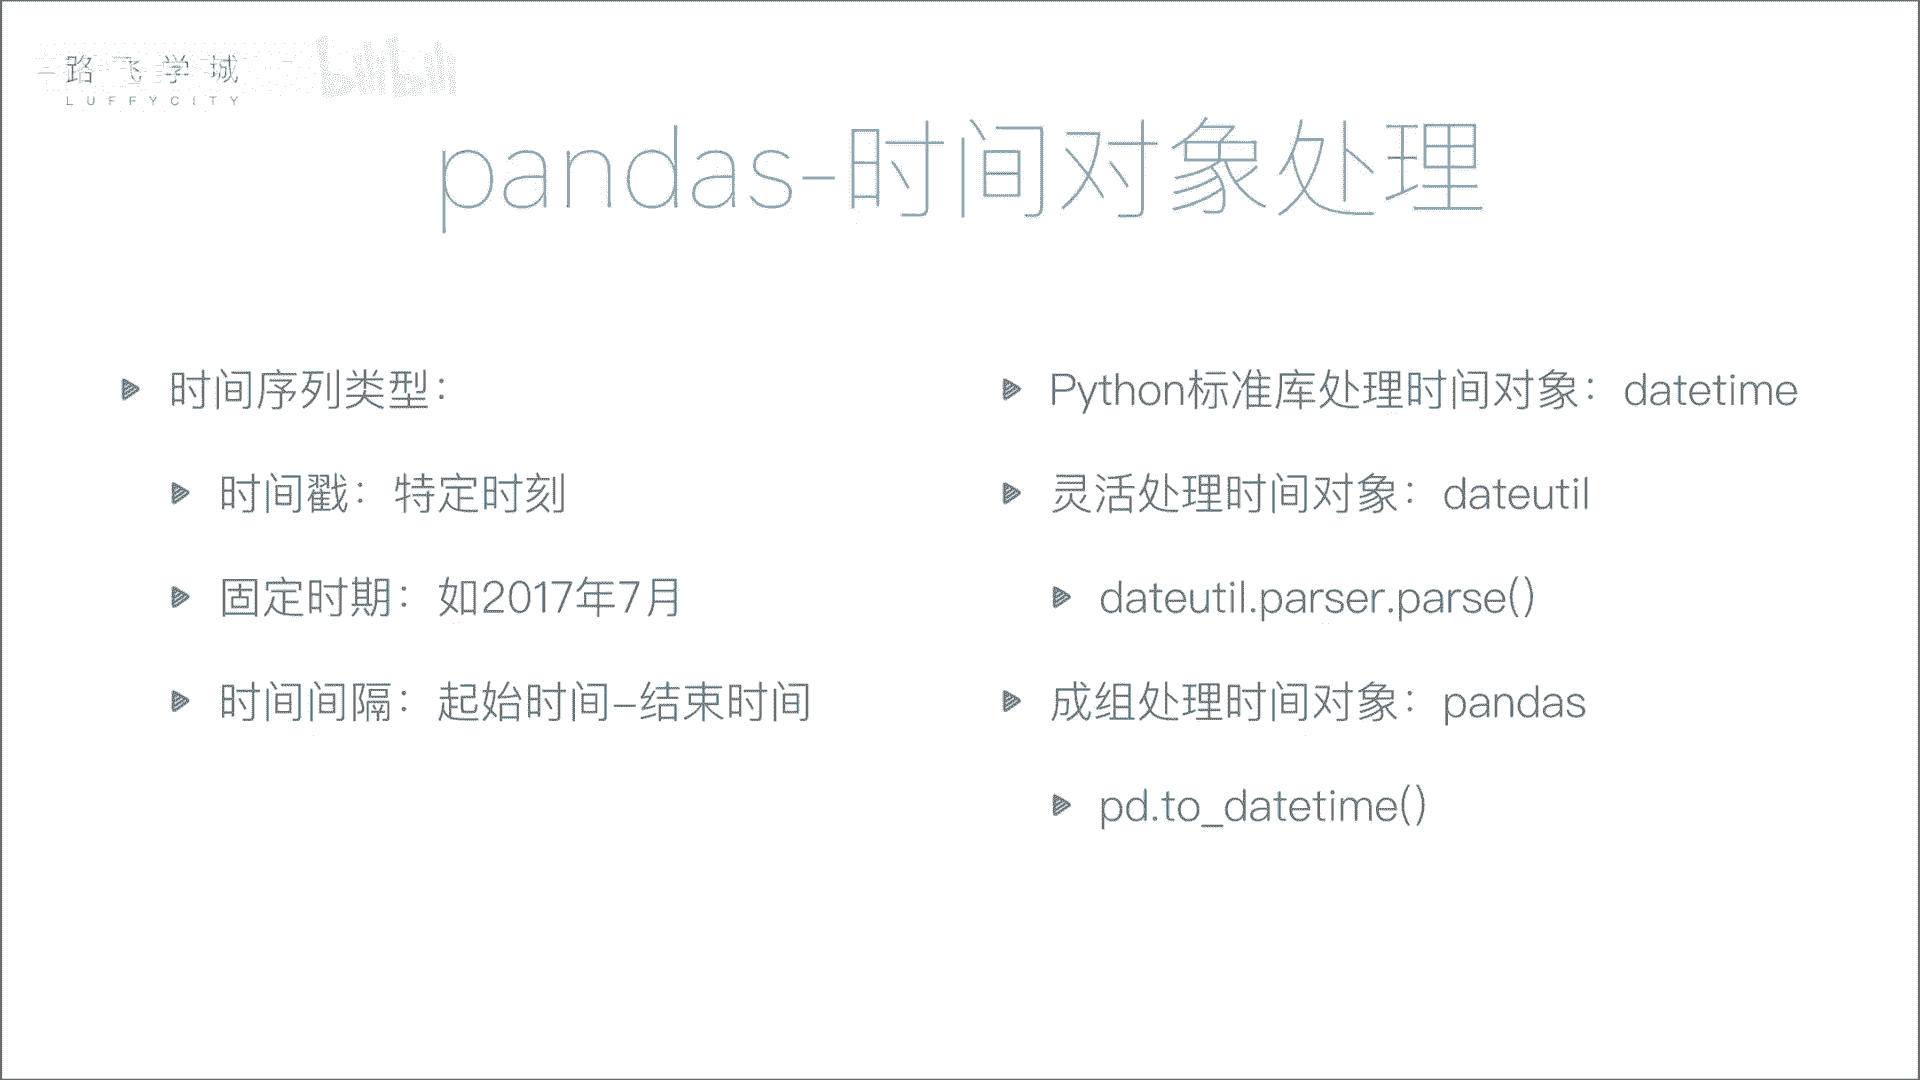 路飞学城
LUFFYCITY
bilibili
pandas-时间对象处理
时间序列类型：
时间戳：特定时刻
固定时期：如2017年7月
时间间隔：起始时间-结束时间
Python标准库处理时间对象：datetime
灵活处理时间对象：dateutil
dateutil.parser.parse()
成组处理时间对象：pandas
pd.to_datetime()